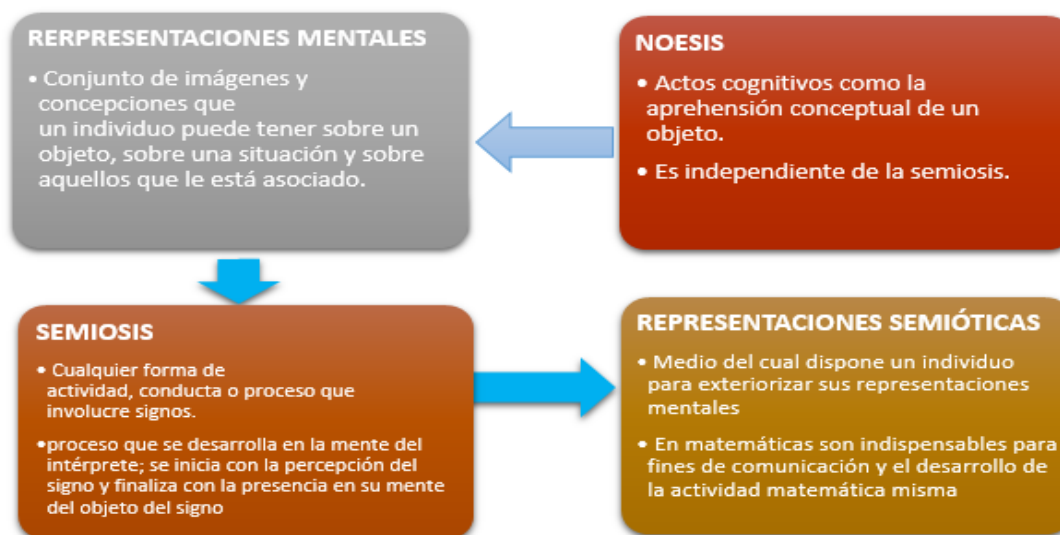 RERPRESENTACIONES MENTALES
• Conjunto de imágenes y
concepciones que
un individuo puede tener sobre un
objeto, sobre una situación y sobre
aquellos que le está asociado.
NOESIS
• Actos cognitivos como la
aprehensión conceptual de un
objeto.
• Es independiente de la semiosis.
SEMIOSIS
• Cualquier forma de
actividad, conducta o proceso que
involucre signos.
•proceso que se desarrolla en la mente del
intérprete; se inicia con la percepción del
signo y finaliza con la presencia en su mente
del objeto del signo
REPRESENTACIONES SEMIÓTICAS
• Medio del cual dispone un individuo
para exteriorizar sus representaciones
mentales
• En matemáticas son indispensables para
fines de comunicación y el desarrollo de
la actividad matemática misma